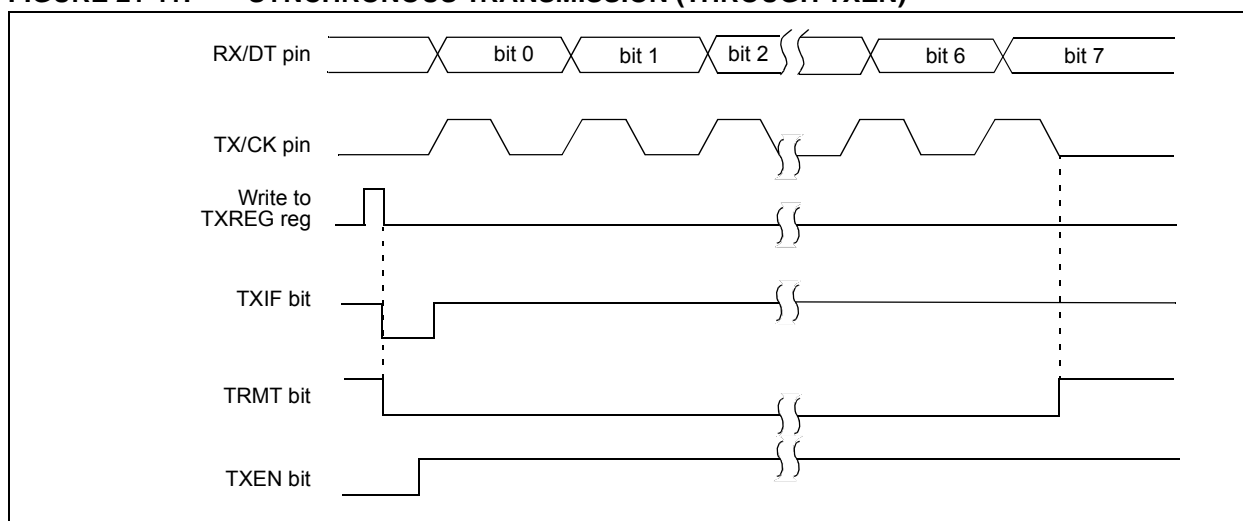 RX/DT pin
bit 0
bit 1
bit 2
bit 6
bit 7
TX/CK pin
Write to
TXREG reg
TXIF bit
TRMT bit
TXEN bit